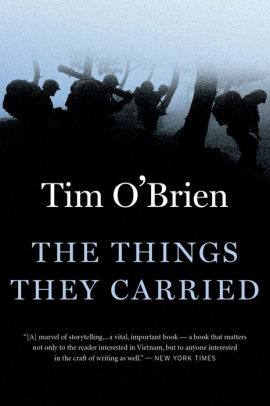 Tim O’Brien
THE THINGS
THEY CARRIED
“[A] marvel of storytelling... a vital, important book — a book that matters
not only to the reader interested in Vietnam, but to anyone interested
in the craft of writing as well.” — NEW YORK TIMES